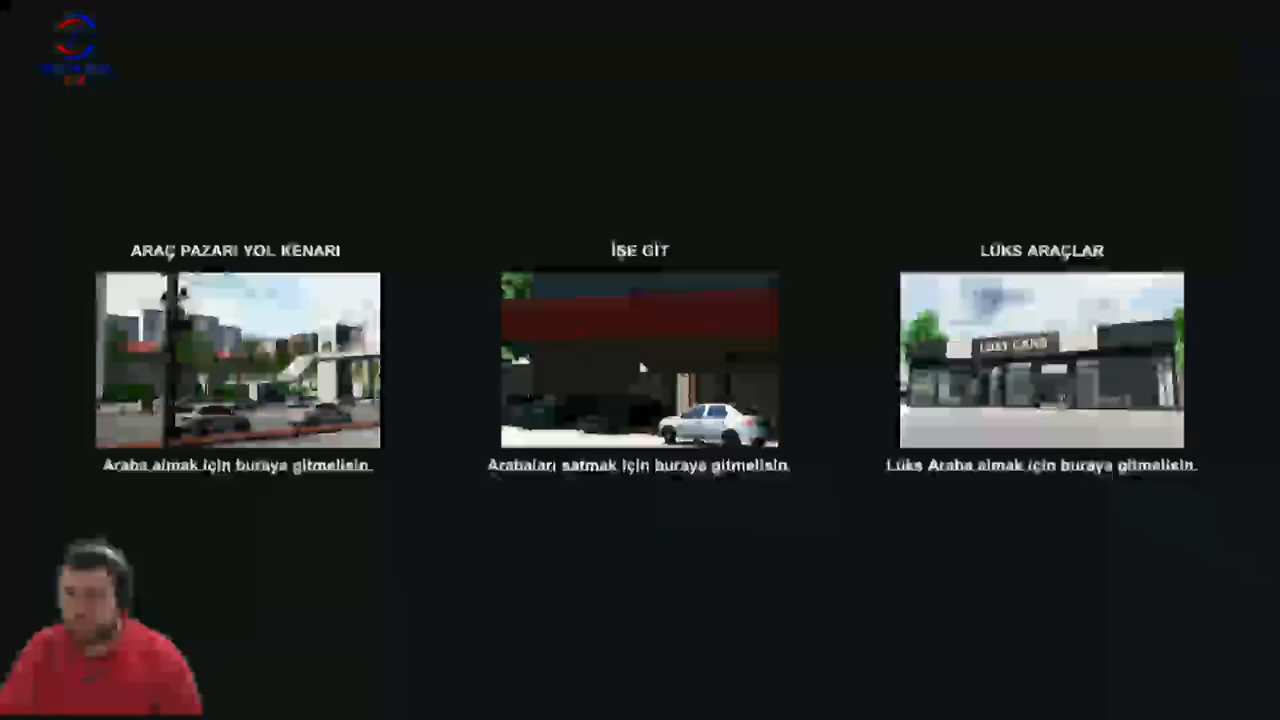 ARAÇ PAZARI YOL KENARI
İŞE GİT
LÜKS ARAÇLAR
Araba almak için buraya gitmelisin.
Arabaları satmak için buraya gitmelisin.
Lüks Araba almak için buraya gitmelisin.